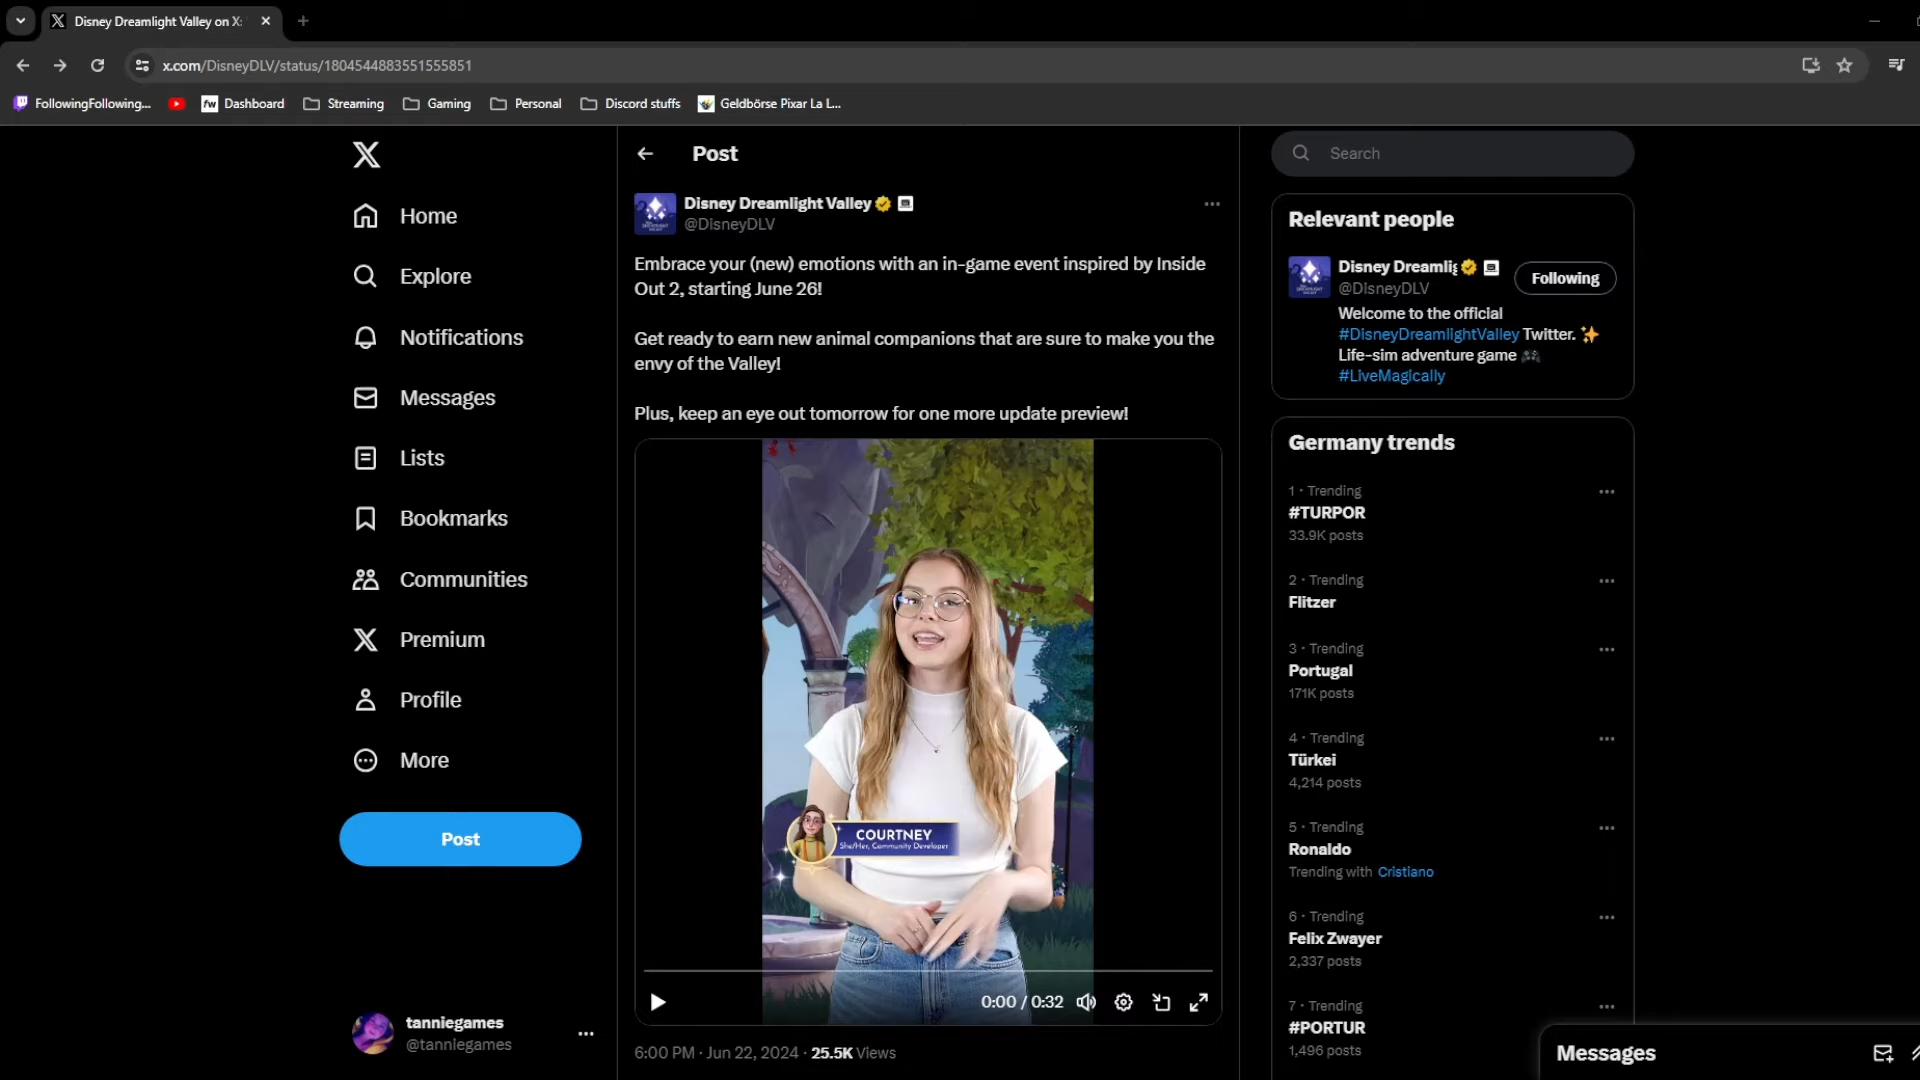 Disney Dreamlight Valley on X:
x.com/DisneyDLV/status/1804544883551555851
FollowingFollowing...
fw Dashboard
Streaming
Gaming
Personal
Discord stuffs
Geldbörse Pixar La L...
Home
Explore
Notifications
Messages
Lists
Bookmarks
Communities
Premium
Profile
More
Post
tanniegames
@tanniegames
Post
Disney Dreamlight Valley
@DisneyDLV
Embrace your (new) emotions with an in-game event inspired by Inside
Out 2, starting June 26!
Get ready to earn new animal companions that are sure to make you the
envy of the Valley!
Plus, keep an eye out tomorrow for one more update preview!
COURTNEY
She/Her, Community Developer
0:00 / 0:32
6:00 PM · Jun 22, 2024 · 25.5K Views
Search
Relevant people
Disney Dreamlig
@DisneyDLV
Following
Welcome to the official
#DisneyDreamlightValley Twitter. ✨
Life-sim adventure game 🎮
#LiveMagically
Germany trends
1 · Trending
#TURPOR
33.9K posts
2 · Trending
Flitzer
3 · Trending
Portugal
171K posts
4 · Trending
Türkei
4,214 posts
5 · Trending
Ronaldo
Trending with Cristiano
6 · Trending
Felix Zwayer
2,337 posts
7 · Trending
#PORTUR
1,496 posts
Messages